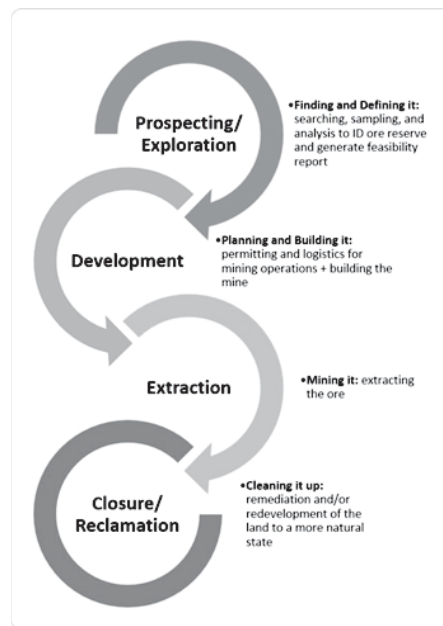 Prospecting/
Exploration
•Finding and Defining it:
searching, sampling, and
analysis to ID ore reserve
and generate feasibility
report
Development
•Planning and Building it:
permitting and logistics for
mining operations + building the
mine
Extraction
•Mining it: extracting
the ore
Closure/
Reclamation
•Cleaning it up:
remediation and/or
redevelopment of the
land to a more natural
state